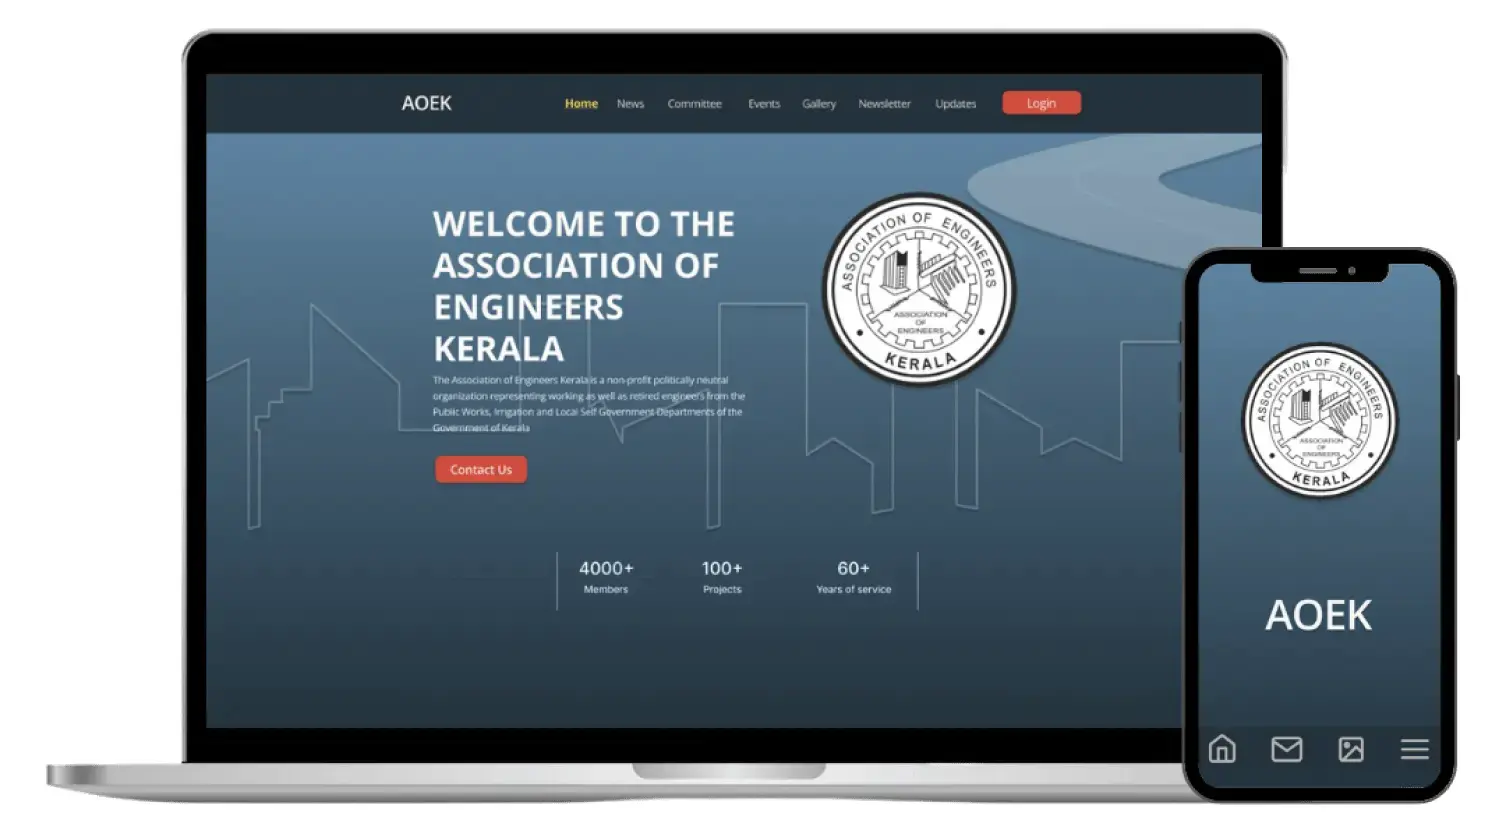 AOEK
Home News Committee Events Gallery Newsletter Updates Login
WELCOME TO THE
ASSOCIATION OF
ENGINEERS
KERALA
The Association of Engineers Kerala is a non-profit politically neutral
organization representing working as well as retired engineers from the
Public Works, Irrigation and Local Self Government Departments of the
Government of Kerala
Contact Us
ASSOCIATION OF ENGINEERS
ASSOCIATION
OF
ENGINEERS
KERALA
4000+ 100+ 60+
Members Projects Years of service
ASSOCIATION OF ENGINEERS
ASSOCIATION
OF
ENGINEERS
KERALA
AOEK